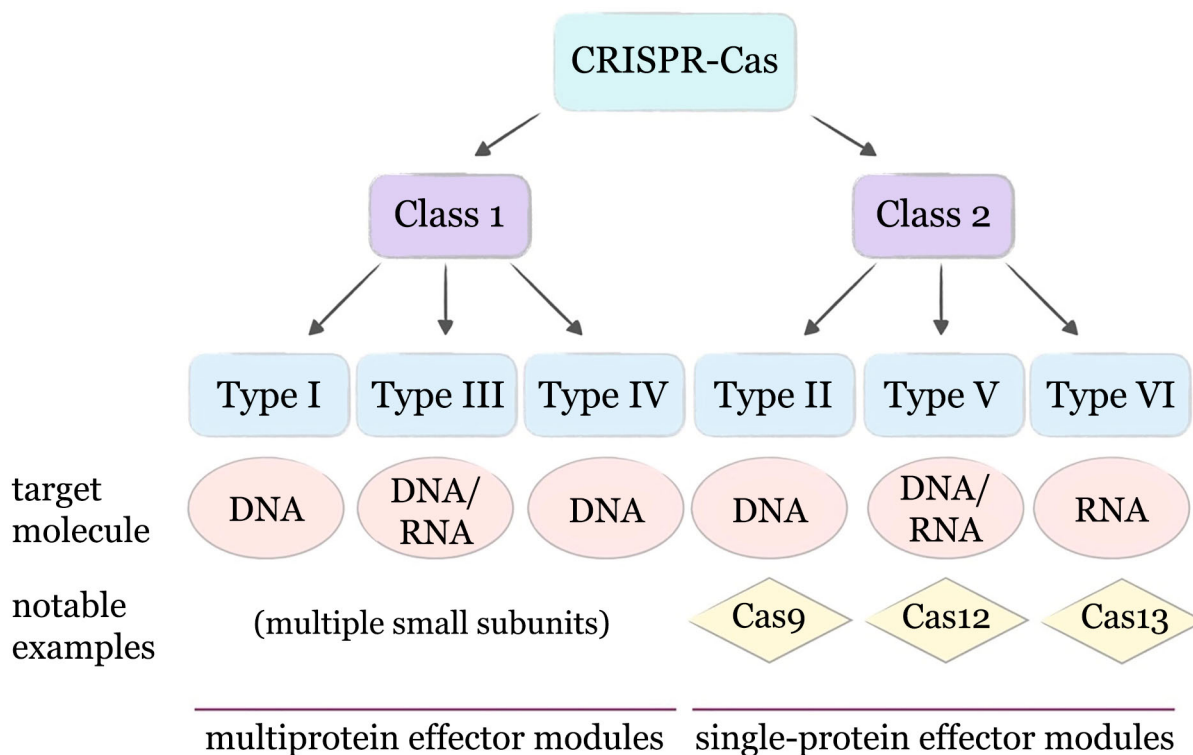 CRISPR-Cas
Class 1
Class 2
Type I
Type III
Type IV
Type II
Type V
Type VI
target
molecule
DNA
DNA/
RNA
DNA
DNA
DNA/
RNA
RNA
notable
examples
(multiple small subunits)
Cas9
Cas12
Cas13
multiprotein effector modules
single-protein effector modules